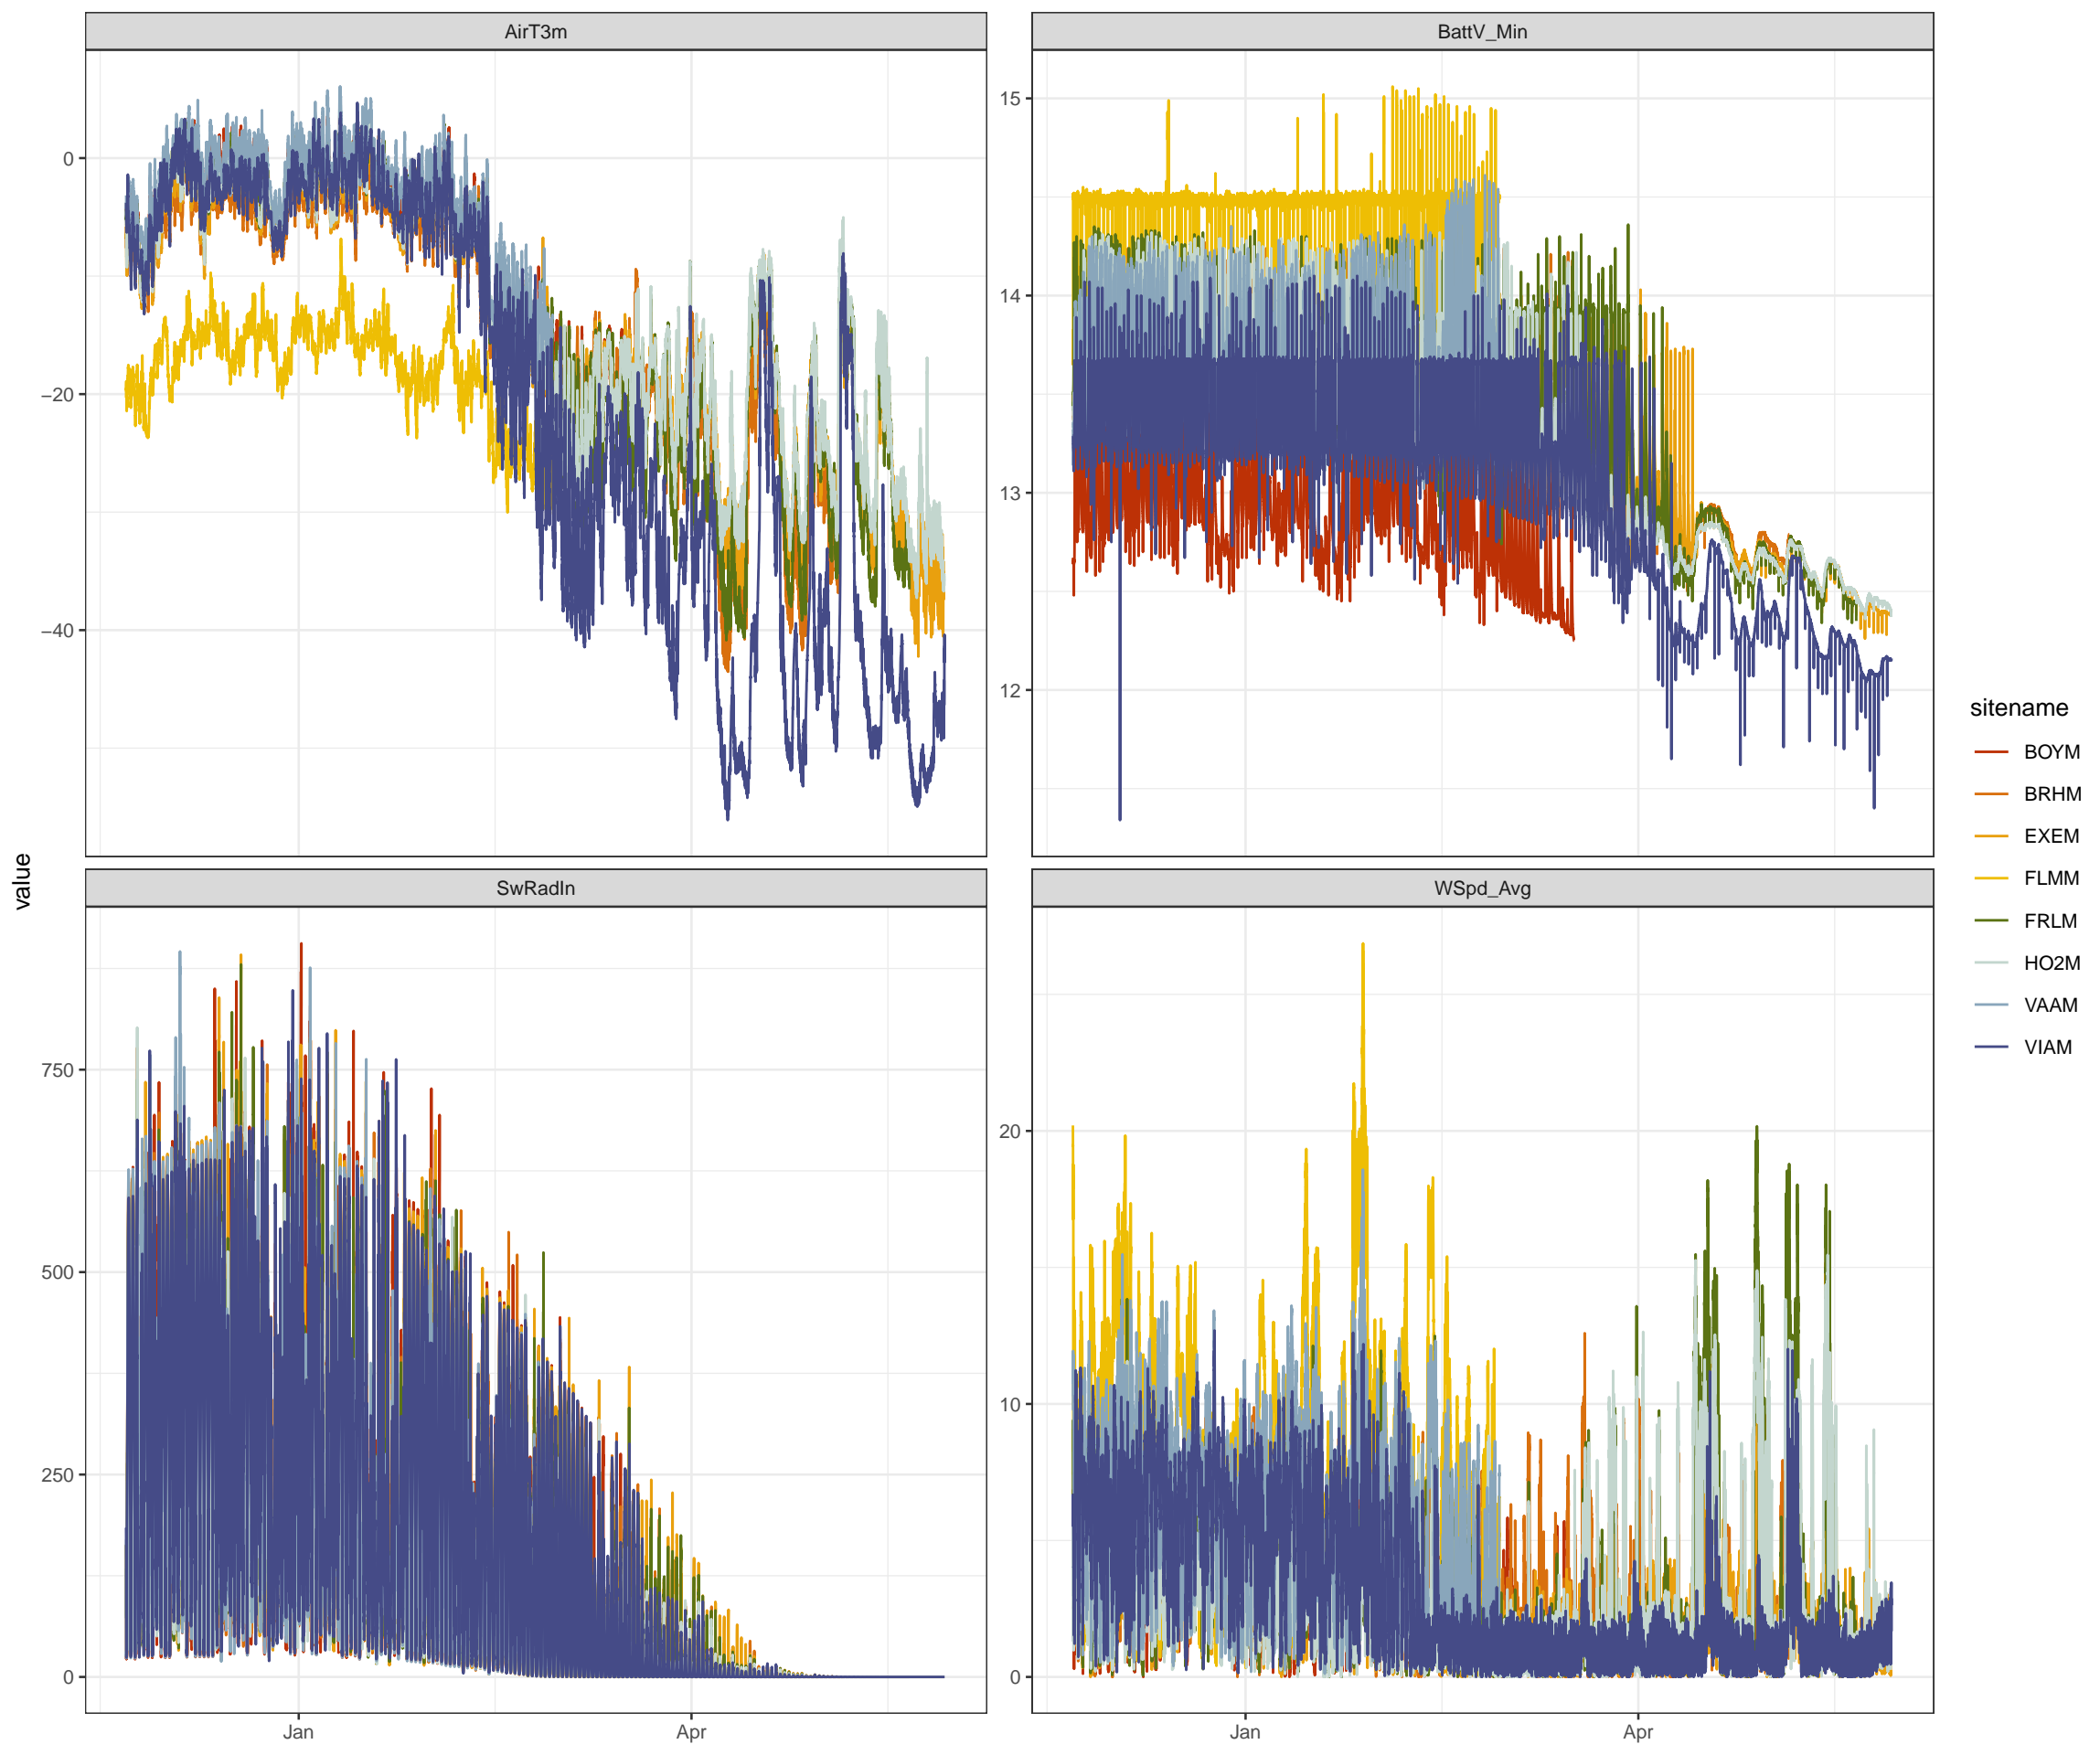 AirT3m
BattV_Min
0
−20
−40
15
14
13
12
value
SwRadIn
WSpd_Avg
750
500
250
0
20
10
0
Jan
Apr
Jan
Apr
sitename
BOYM
BRHM
EXEM
FLMM
FRLM
HO2M
VAAM
VIAM